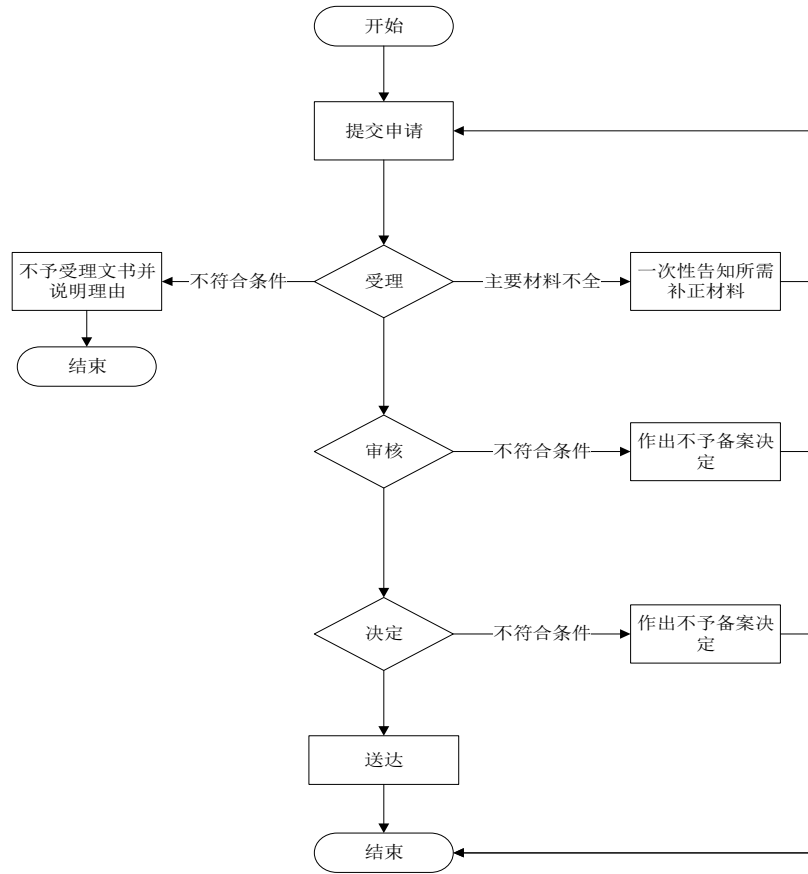 开始
提交申请
不予受理文书并
说明理由
不符合条件
受理
主要材料不全
一次性告知所需
补正材料
结束
审核
不符合条件
作出不予备案决
定
决定
不符合条件
作出不予备案决
定
送达
结束